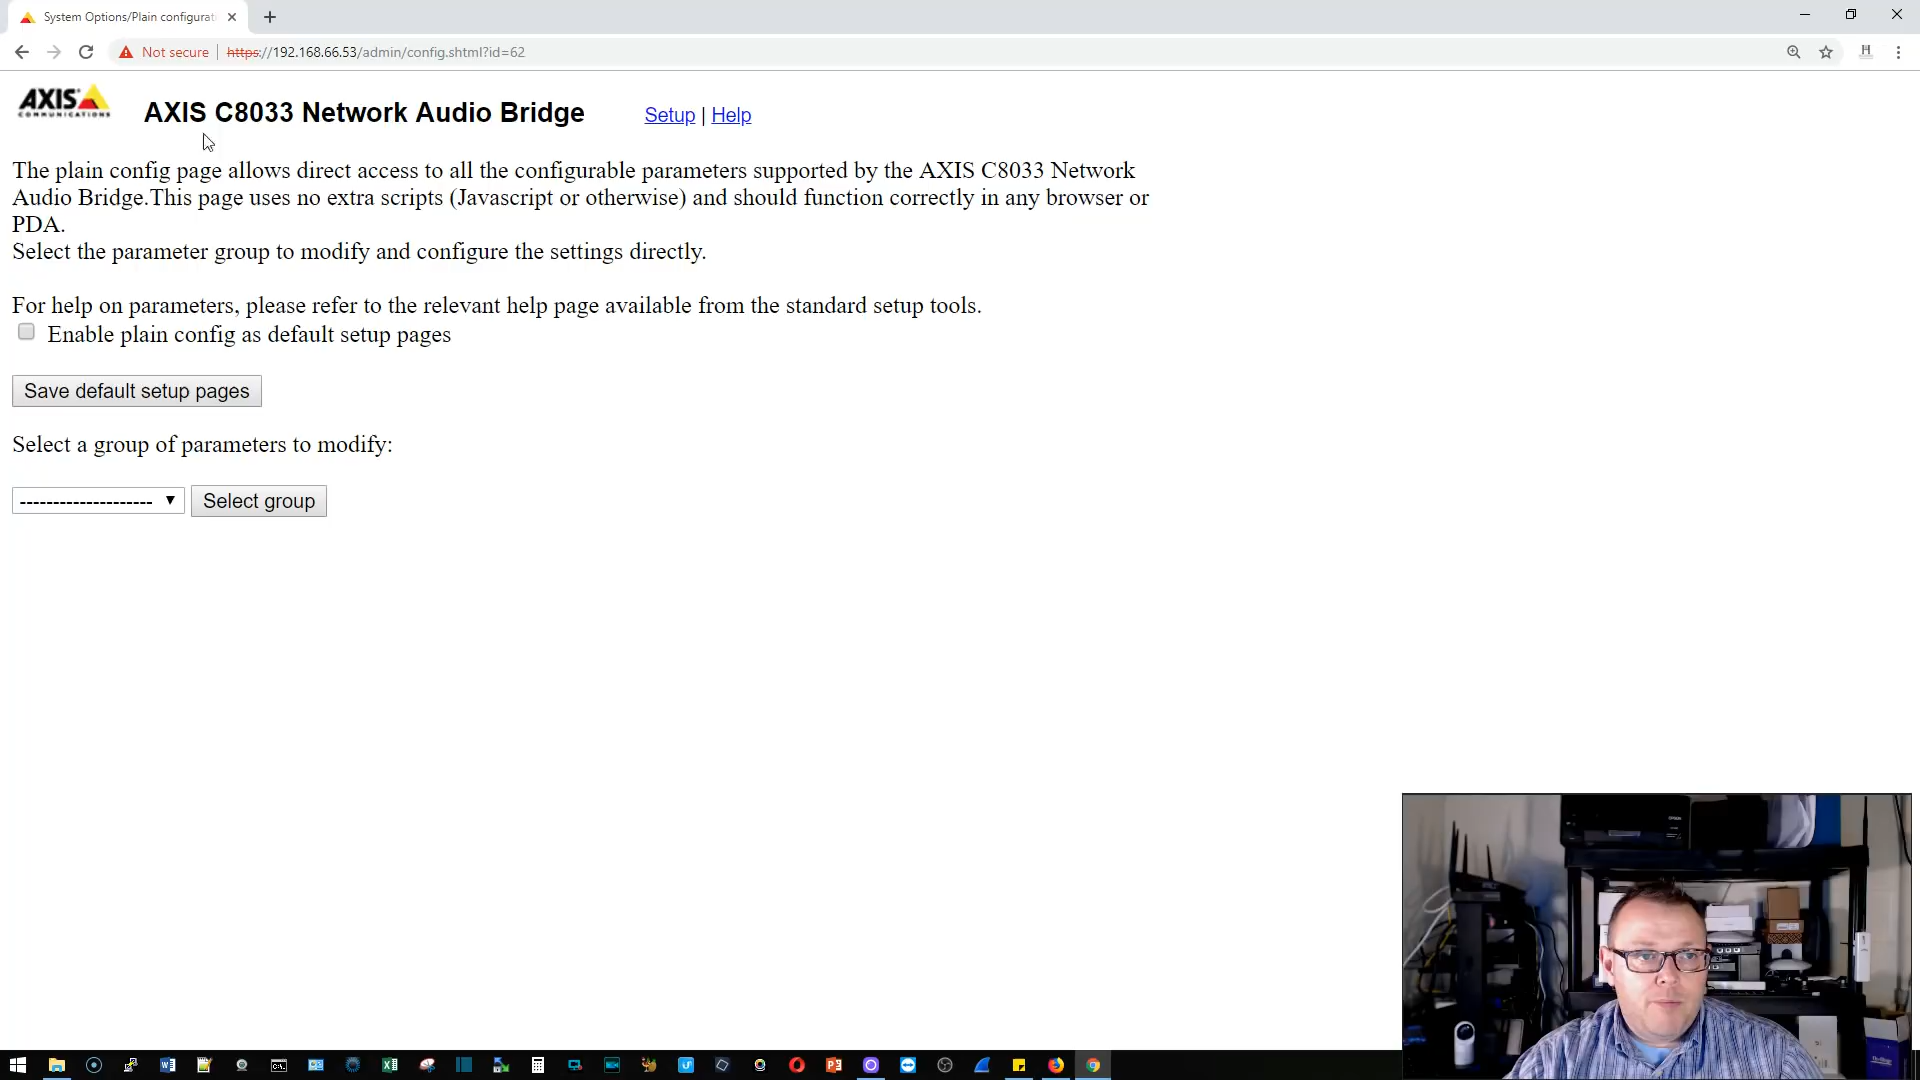 System Options/Plain configurat
Not secure | https://192.168.66.53/admin/config.shtml?id=62
AXIS
COMMUNICATIONS
AXIS C8033 Network Audio Bridge
Setup | Help
The plain config page allows direct access to all the configurable parameters supported by the AXIS C8033 Network
Audio Bridge.This page uses no extra scripts (Javascript or otherwise) and should function correctly in any browser or
PDA.
Select the parameter group to modify and configure the settings directly.
For help on parameters, please refer to the relevant help page available from the standard setup tools.
Enable plain config as default setup pages
Save default setup pages
Select a group of parameters to modify:
-------------------- Select group
EPSON